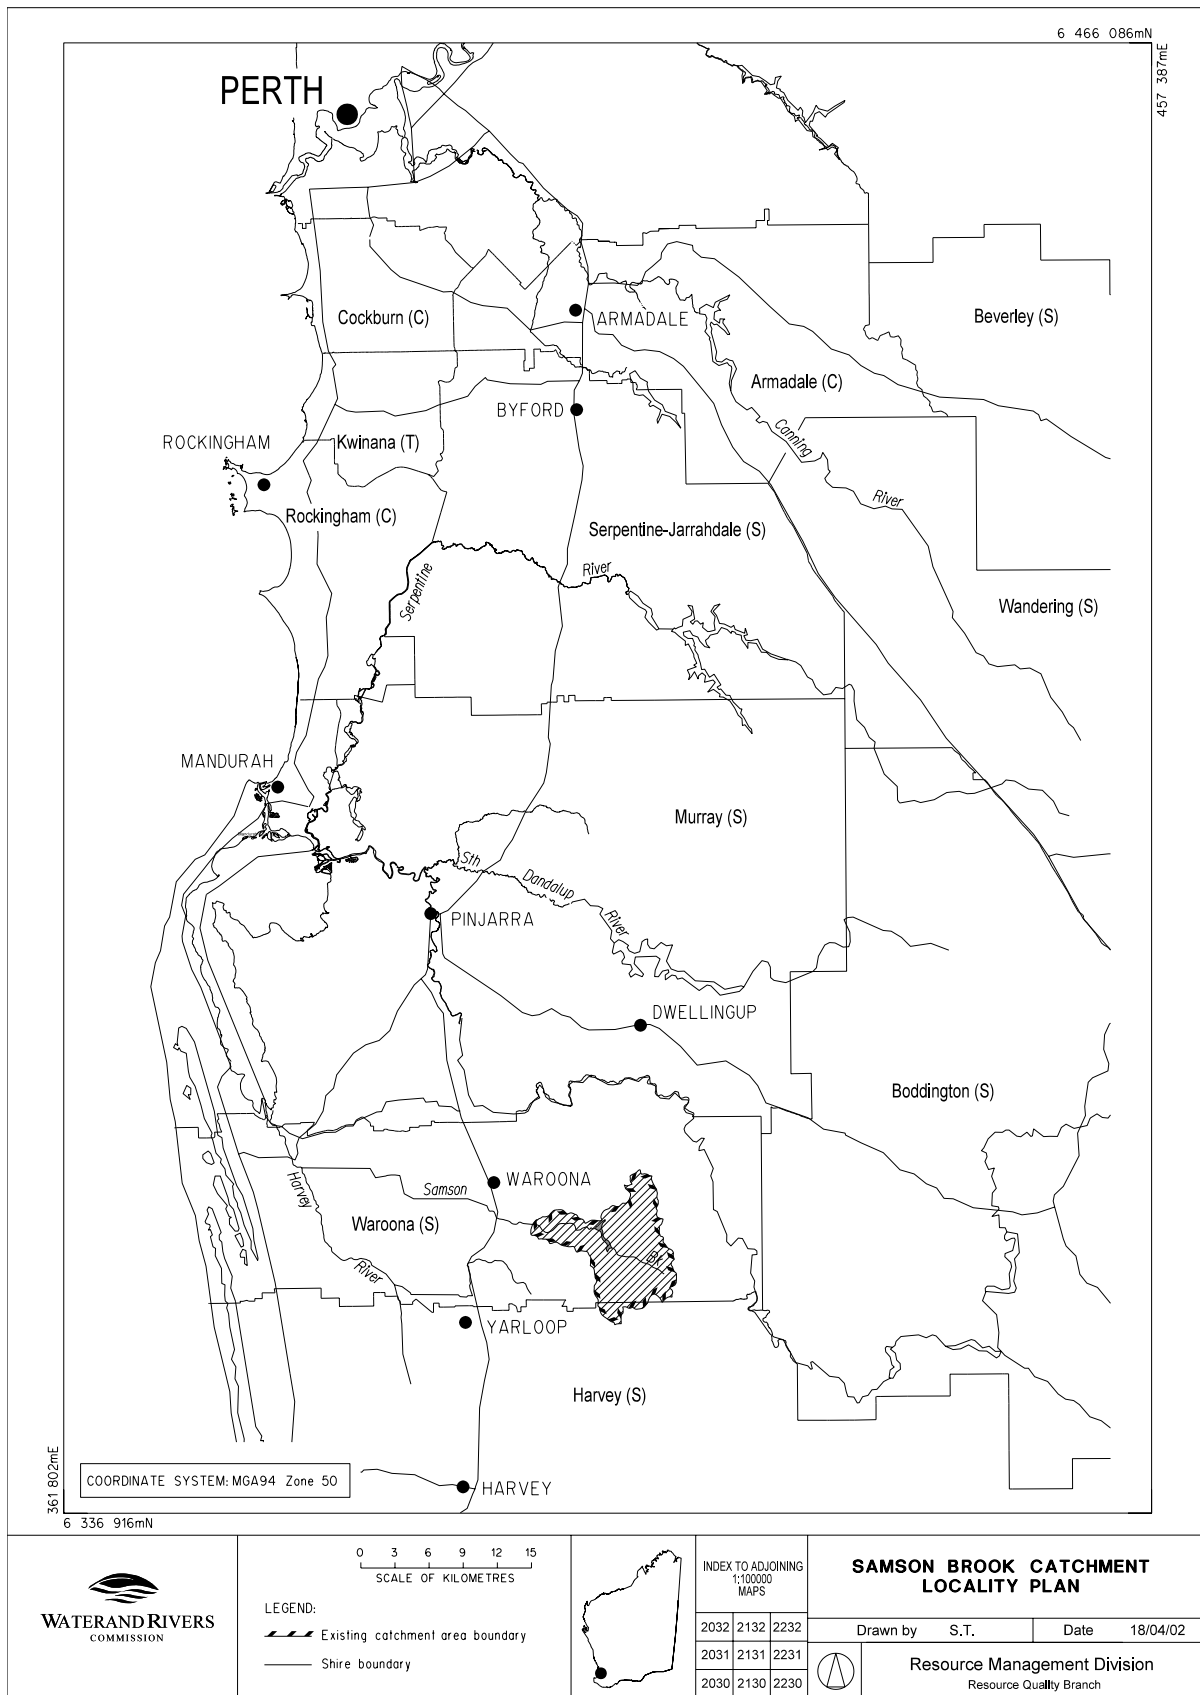 6 466 086mN
457 387mE
PERTH
Cockburn (C)
ARMADALE
Beverley (S)
Armadale (C)
BYFORD
Canning
ROCKINGHAM
Kwinana (T)
River
Rockingham (C)
Serpentine-Jarrahdale (S)
Serpentine
River
Wandering (S)
MANDURAH
Murray (S)
Sth
Dandalup
River
PINJARRA
DWELLINGUP
Boddington (S)
WAROONA
Harvey
Samson
Waroona (S)
Bk
River
YARLOOP
Harvey (S)
361 802mE
COORDINATE SYSTEM: MGA94 Zone 50
HARVEY
6 336 916mN
WATER AND RIVERS
COMMISSION
0 3 6 9 12 15
SCALE OF KILOMETRES
LEGEND:
Existing catchment area boundary
Shire boundary
INDEX TO ADJOINING
1:100000
MAPS
2032 2132 2232
2031 2131 2231
2030 2130 2230
SAMSON BROOK CATCHMENT
LOCALITY PLAN
Drawn by S.T. Date 18/04/02
Resource Management Division
Resource Quality Branch